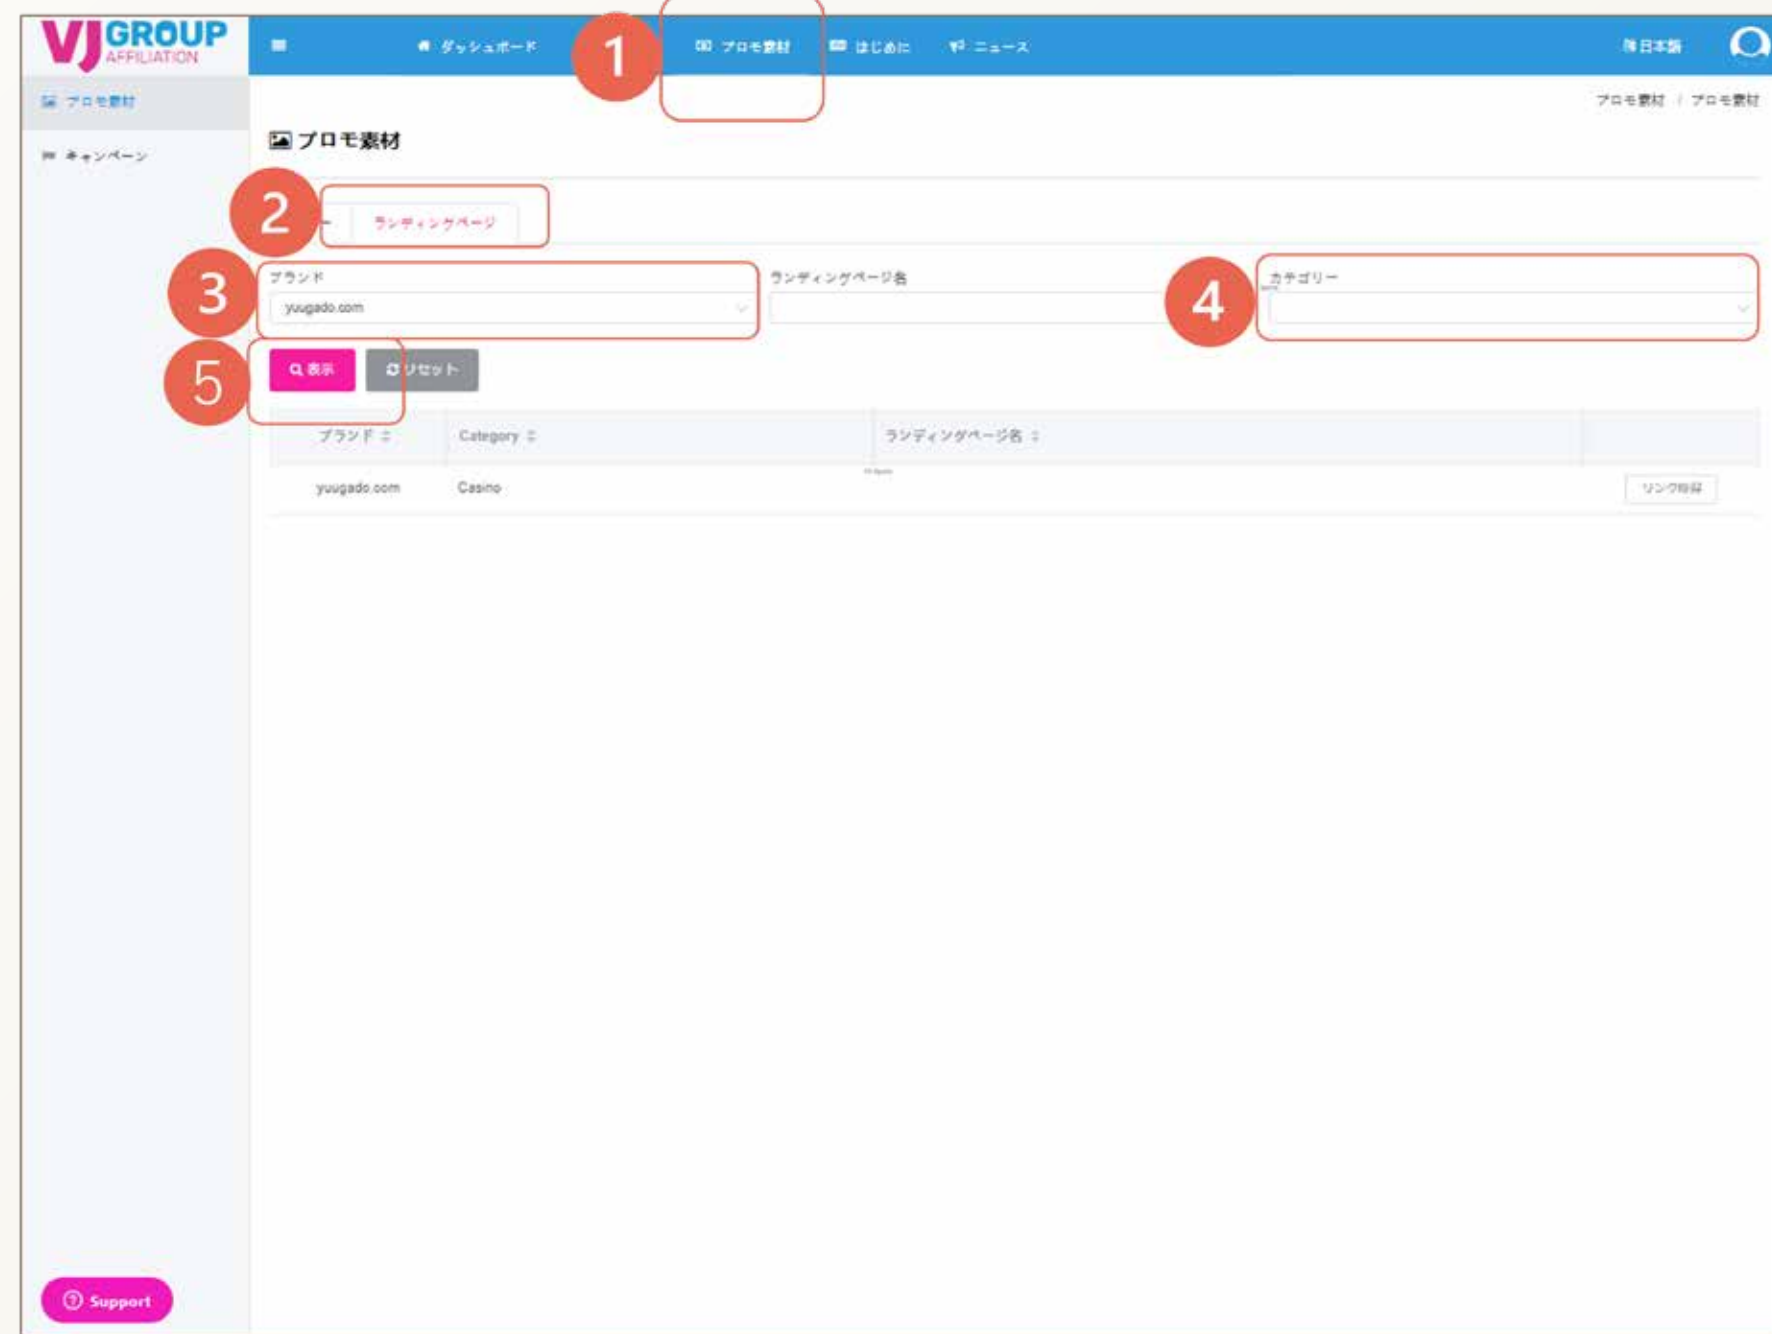 VJ GROUP
AFFILIATION
ダッシュボード
1
プロモ素材
はじめに
ニュース
日本語
プロモ素材
プロモ素材 / プロモ素材
キャンペーン
プロモ素材
2
ランディングページ
3
ブランド
yuugado.com
ランディングページ名
4
カテゴリー
5
表示
リセット
ブランド
Category
ランディングページ名
yuugado.com
Casino
Support